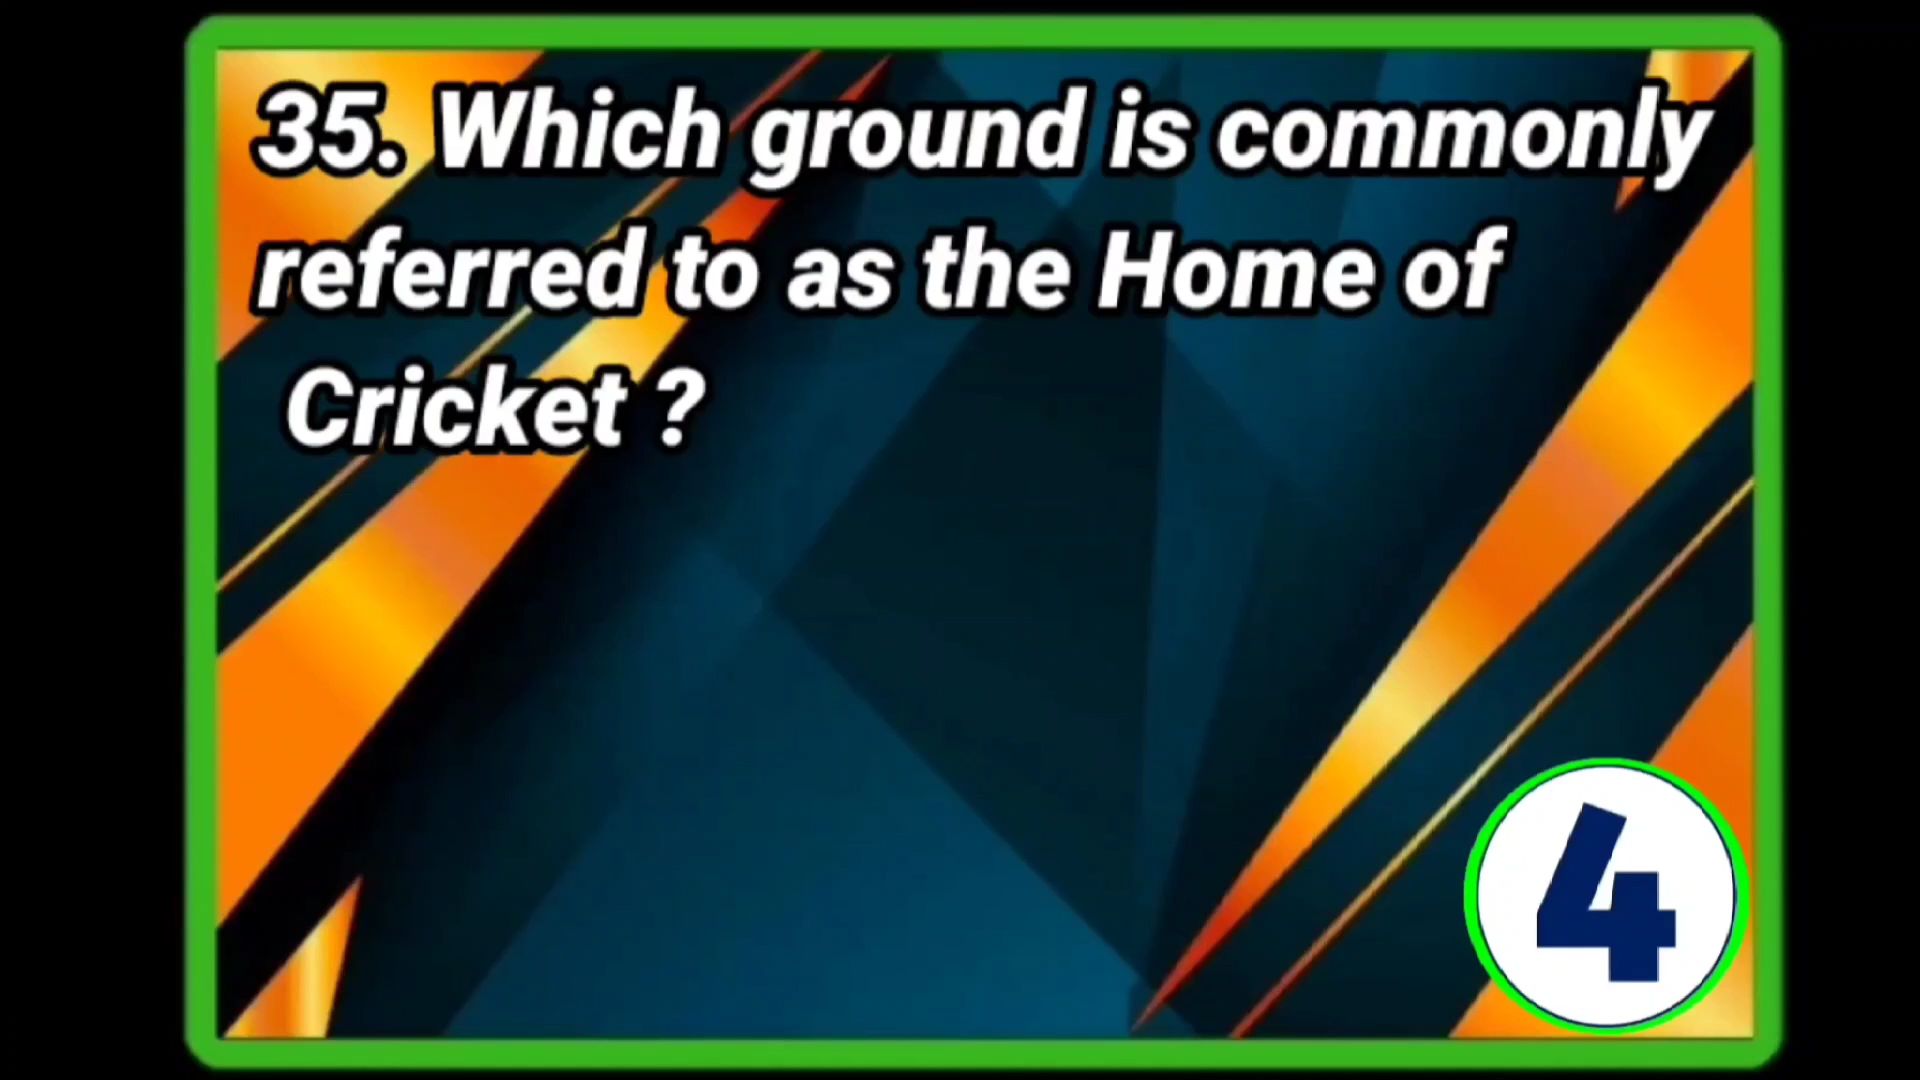 35. Which ground is commonly
referred to as the Home of
Cricket ?
4